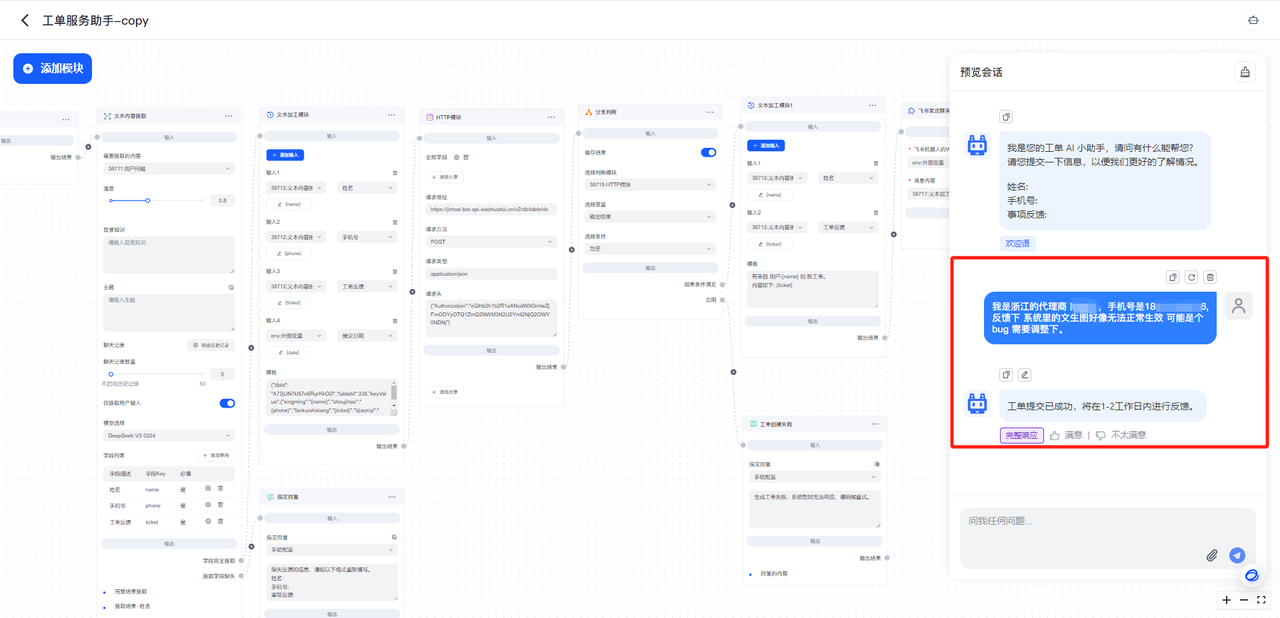 工单服务助手-copy
添加模块
输出
输出结果
文本内容提取
输入
需要提取的内容
38711:用户问题
温度
0.8
背景知识
请输入背景知识
主题
请输入主题
聊天记录
聊天记录数量
0
不启用历史记录
50
仅提取用户输入
模型选择
DeepSeek-V3-0324
字段列表
+ 添加字段
字段描述 字段Key 必填
姓名 name 是
手机号 phone 是
工单反馈 ticket 是
输出
字段完全提取
提取字段缺失
完整结果提取
提取结果-姓名
文本加工模块
输入
+ 添加输入
输入1
38712:文本内容
姓名
{name}
输入2
38712:文本内容
手机号
{phone}
输入3
38712:文本内容
工单反馈
{ticket}
输入4
env:外部变量
提交日期
{date}
模板
{"dbId":
输出
输出结果
指定回复
输入
指定回复
手动配置
缺失反馈的信息，请按以下格式重新填写。
姓名:
手机号:
事项反馈:
输出
HTTP模块
输入
全部字段
+ 添加入参
请求地址
https://jimoai-bot-api.xiaohuodui.cn/v2/db/table/dc
请求方法
POST
请求类型
application/json
请求头
输出
输出结果
+ 添加出参
分支判断
输入
缓存结果
选择判断模块
38715:HTTP模块
选择变量
输出结果
选择条件
为空
输出
如果条件满足
否则
文本加工模块1
输入
+ 添加输入
输入1
38712:文本内容
姓名
{name}
输入2
38712:文本内容
工单反馈
{ticket}
模板
有来自 用户:{name} 的 新工单。
内容如下: {ticket}
输出
输出结果
工单创建失败
输入
指定回复
手动配置
生成工单失败，系统暂时无法响应，请稍候重试。
输出
输出结果
回复的内容
飞书发送群消
* 飞书机器人的W
env:外部变量
* 消息内容
38717:文本加工
预览会话
我是您的工单 AI 小助手，请问有什么能帮您?
请您提交一下信息，以便我们更好的了解情况。
姓名:
手机号:
事项反馈:
欢迎语
我是浙江的代理商 ，手机号是18 8,
反馈下 系统里的文生图好像无法正常生效 可能是个
bug 需要调整下。
工单提交已成功，将在1-2工作日内进行反馈。
完整响应 满意 | 不太满意
问我任何问题...